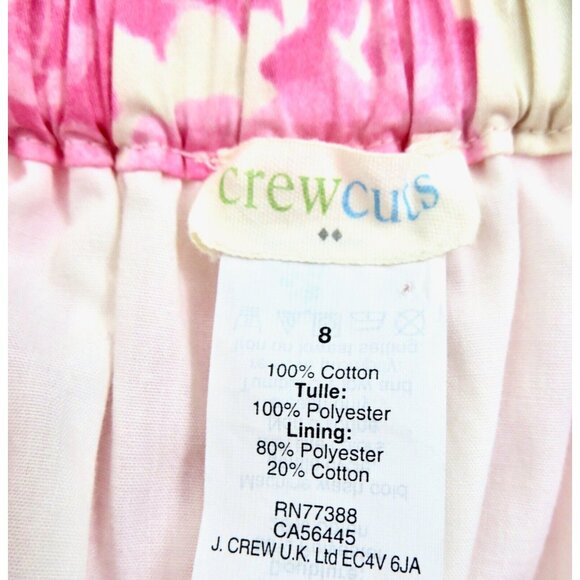 crewcuts
8
100% Cotton
Tulle:
100% Polyester
Lining:
80% Polyester
20% Cotton
RN77388
CA56445
J. CREW U.K. Ltd EC4V 6JA